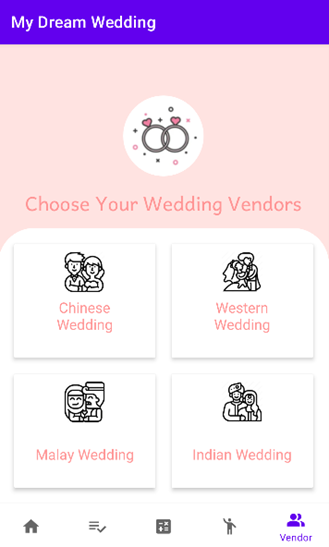 My Dream Wedding
Choose Your Wedding Vendors
Chinese
Wedding
Western
Wedding
Malay Wedding
Indian Wedding
Vendor